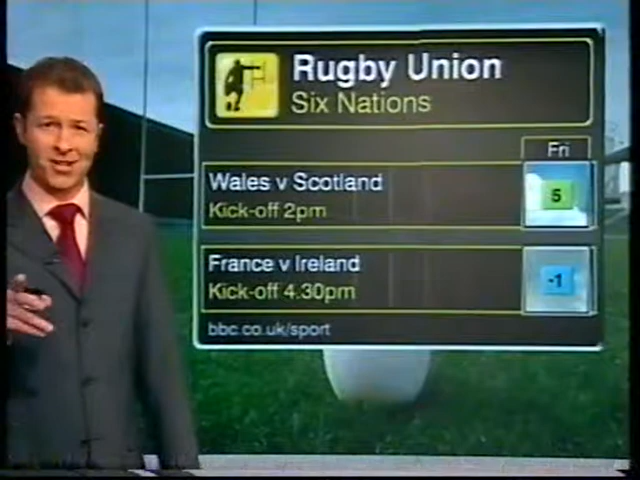 Rugby Union
Six Nations
Fri
Wales v Scotland
Kick-off 2pm
5
France v Ireland
Kick-off 4.30pm
-1
bbc.co.uk/sport